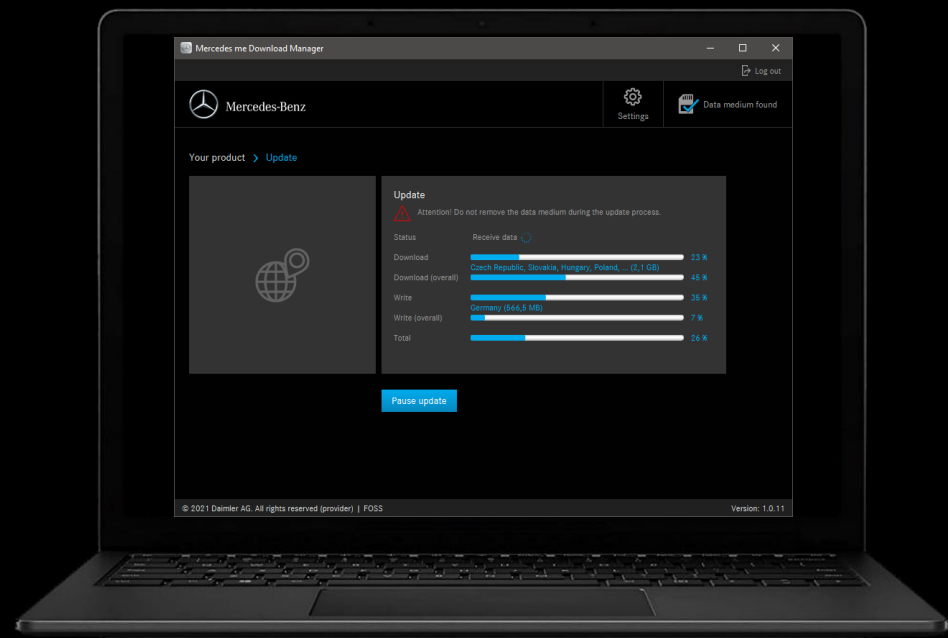 Mercedes me Download Manager
Log out
Mercedes-Benz
Settings
Data medium found
Your product > Update
Update
Attention! Do not remove the data medium during the update process.
Status Receive data
Download 23 %
Czech Republic, Slovakia, Hungary, Poland, ... (2,1 GB)
Download (overall) 45 %
Write 35 %
Germany (566,5 MB)
Write (overall) 7 %
Total 26 %
Pause update
© 2021 Daimler AG. All rights reserved (provider) | FOSS
Version: 1.0.11